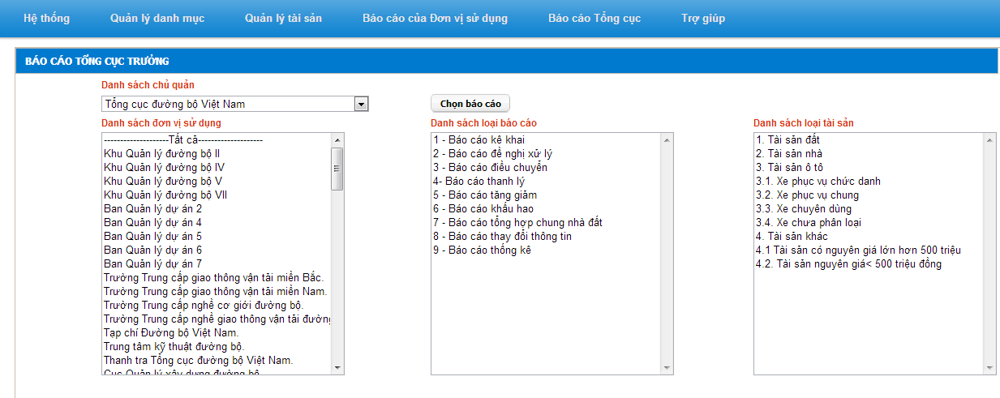 Hệ thống
Quản lý danh mục
Quản lý tài sản
Báo cáo của Đơn vị sử dụng
Báo cáo Tổng cục
Trợ giúp
BÁO CÁO TỔNG CỤC TRƯỞNG
Danh sách chủ quản
Tổng cục đường bộ Việt Nam
Chọn báo cáo
Danh sách đơn vị sử dụng
--------------------Tất cả--------------------
Khu Quản lý đường bộ II
Khu Quản lý đường bộ IV
Khu Quản lý đường bộ V
Khu Quản lý đường bộ VII
Ban Quản lý dự án 2
Ban Quản lý dự án 4
Ban Quản lý dự án 5
Ban Quản lý dự án 6
Ban Quản lý dự án 7
Trường Trung cấp giao thông vận tải miền Bắc.
Trường Trung cấp giao thông vận tải miền Nam.
Trường Trung cấp nghề cơ giới đường bộ.
Trường Trung cấp nghề giao thông vận tải đường
Tạp chí Đường bộ Việt Nam.
Trung tâm kỹ thuật đường bộ.
Thanh tra Tổng cục đường bộ Việt Nam.
Cục Quản lý xây dựng đường bộ
Danh sách loại báo cáo
1 - Báo cáo kê khai
2 - Báo cáo đề nghị xử lý
3 - Báo cáo điều chuyển
4- Báo cáo thanh lý
5 - Báo cáo tăng giảm
6 - Báo cáo khấu hao
7 - Báo cáo tổng hợp chung nhà đất
8 - Báo cáo thay đổi thông tin
9 - Báo cáo thống kê
Danh sách loại tài sản
1. Tài sản đất
2. Tài sản nhà
3. Tài sản ô tô
3.1. Xe phục vụ chức danh
3.2. Xe phục vụ chung
3.3. Xe chuyên dùng
3.4. Xe chưa phân loại
4. Tài sản khác
4.1 Tài sản có nguyên giá lớn hơn 500 triệu
4.2. Tài sản nguyên giá< 500 triệu đồng